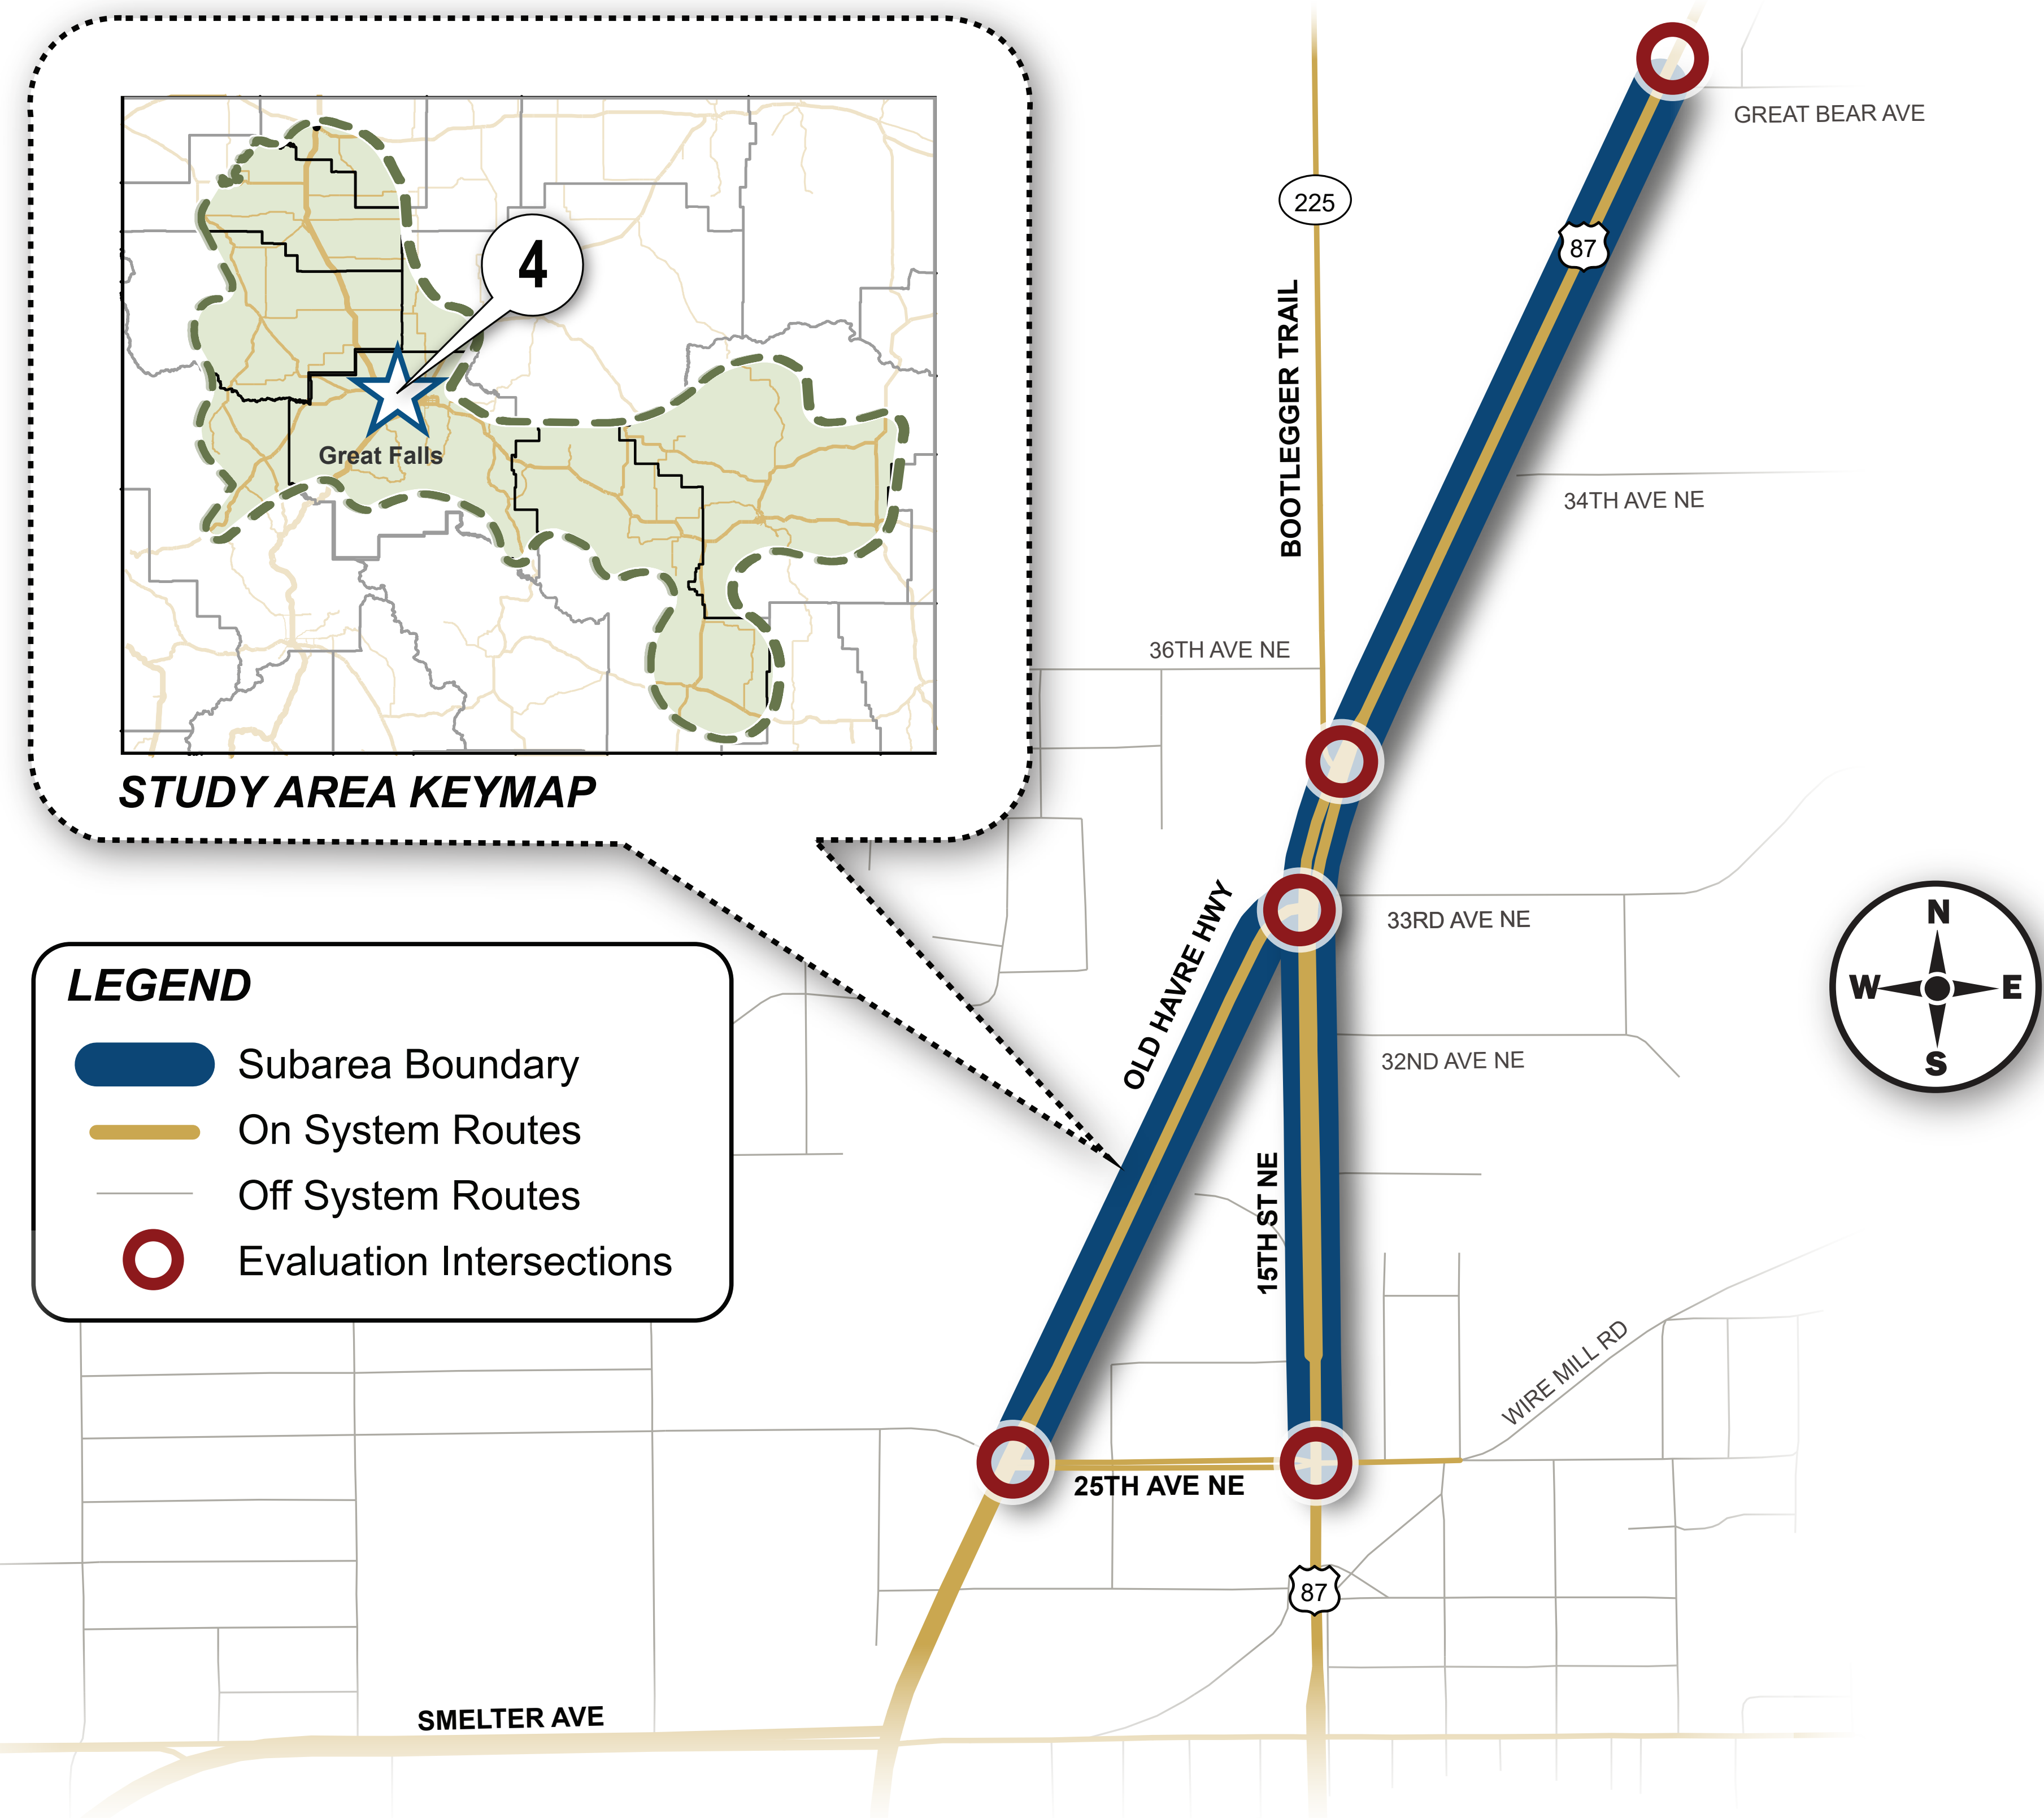 4
Great Falls
STUDY AREA KEYMAP
LEGEND
Subarea Boundary
On System Routes
Off System Routes
Evaluation Intersections
GREAT BEAR AVE
225
87
BOOTLEGGER TRAIL
34TH AVE NE
36TH AVE NE
OLD HAVRE HWY
33RD AVE NE
N
W
E
S
32ND AVE NE
15TH ST NE
WIRE MILL RD
25TH AVE NE
87
SMELTER AVE